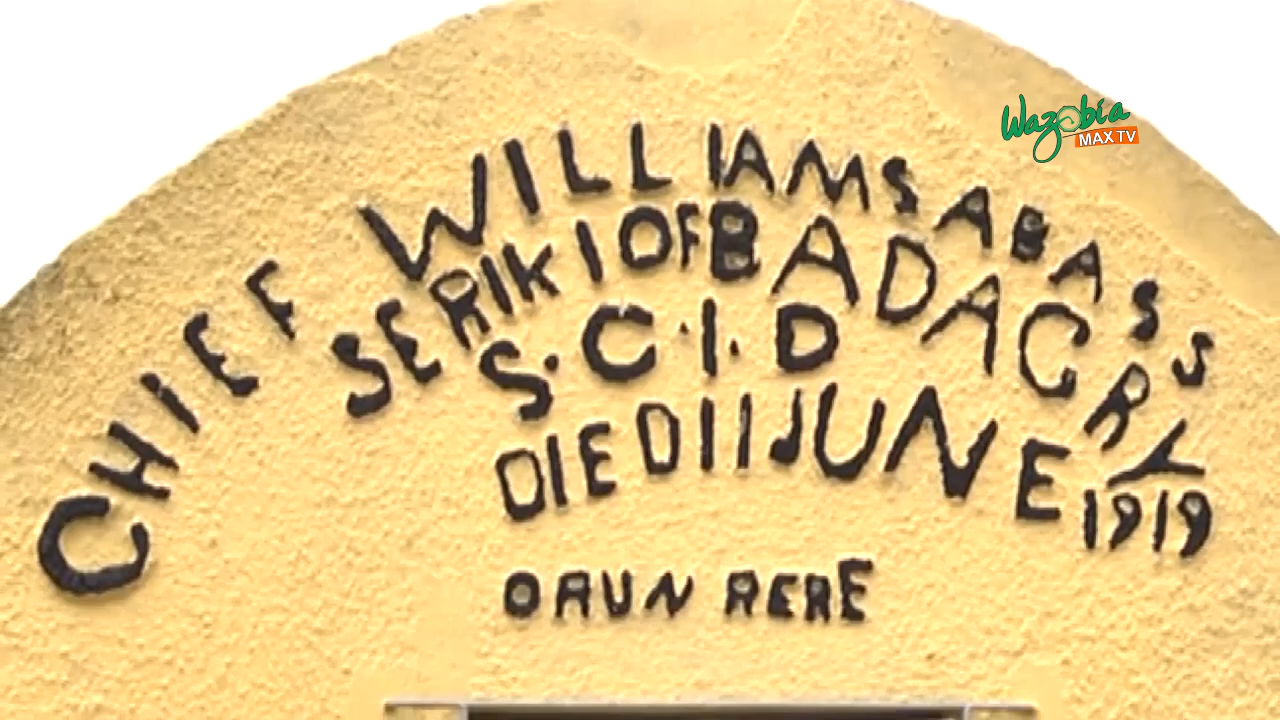 Wazobia
MAX TV
CHIEF WILLIAMS ABASS
SERIKI OF BADAGRY
S.C.I.D
DIED 11 JUNE 1919
ORUN RERE